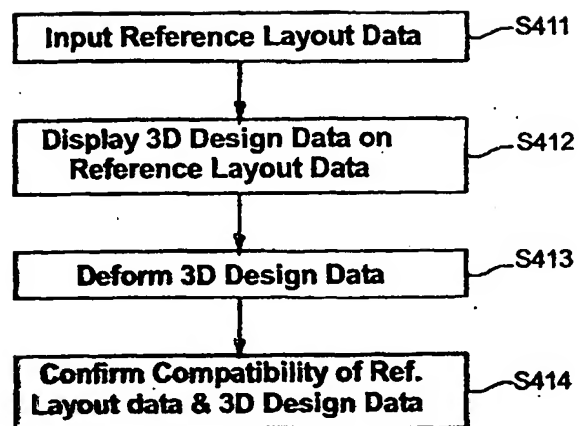 Input Reference Layout Data
S411
Display 3D Design Data on
Reference Layout Data
S412
Deform 3D Design Data
S413
Confirm Compatibility of Ref.
Layout data & 3D Design Data
S414